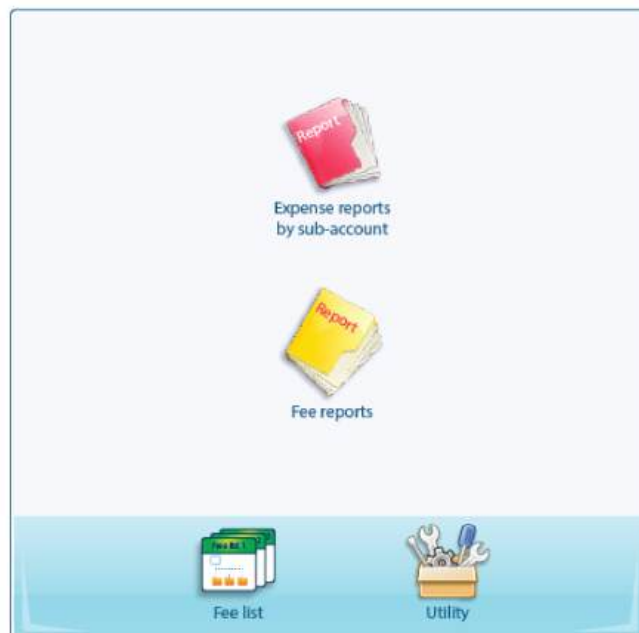 Report
Expense reports
by sub-account
Report
Fee reports
Fee list
Utility